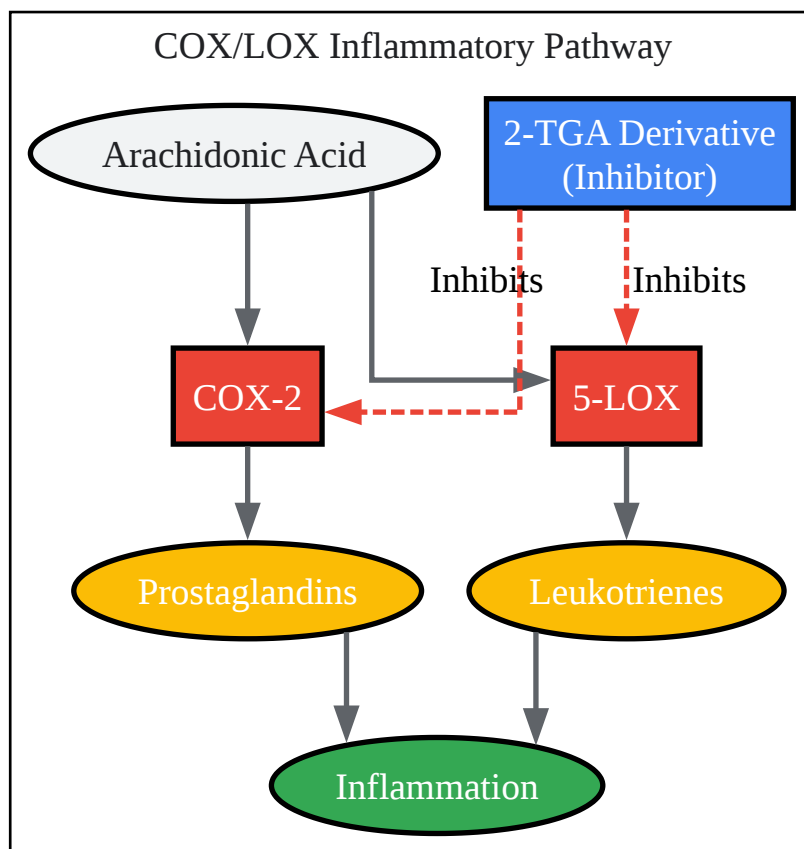 COX/LOX Inflammatory Pathway
Arachidonic Acid
2-TGA Derivative
(Inhibitor)
Inhibits
Inhibits
COX-2
5-LOX
Prostaglandins
Leukotrienes
Inflammation